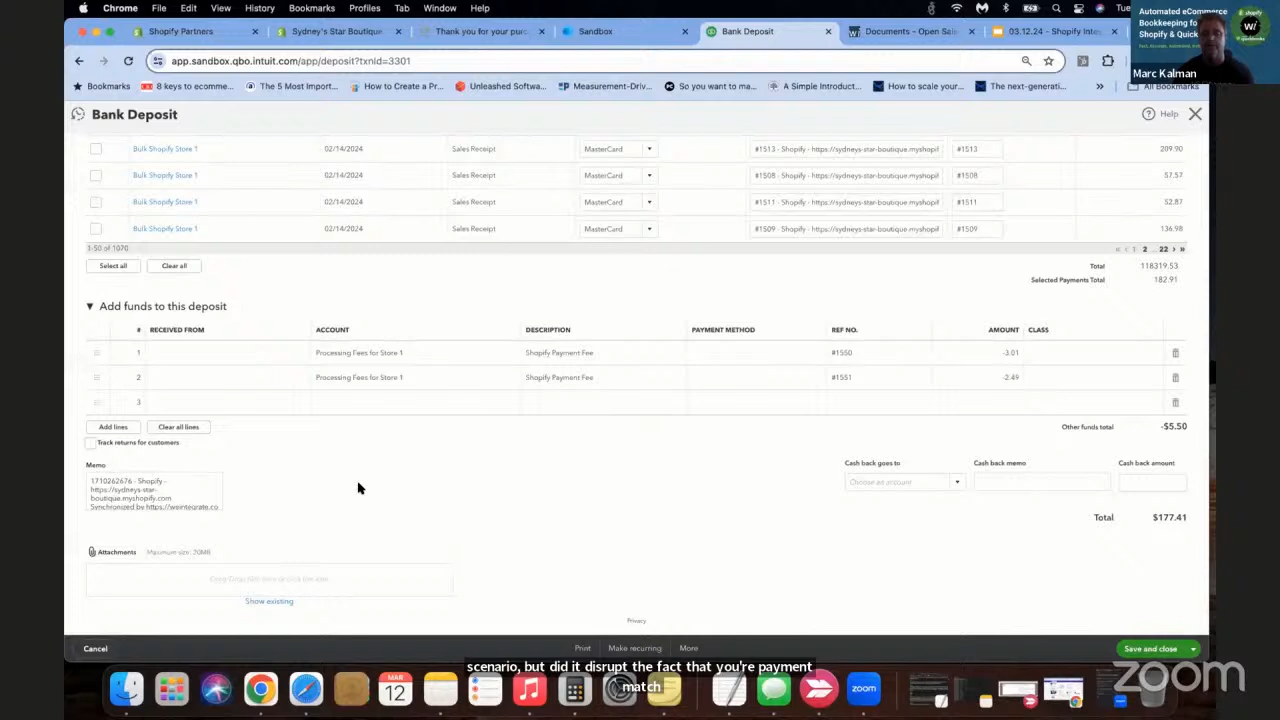 Chrome File Edit View History Bookmarks Profiles Tab Window Help Tue
Shopify Partners Sydney's Star Boutique Thank you for your purc Sandbox Bank Deposit Documents - Open Sale 03.12.24 - Shopify Inte
app.sandbox.qbo.intuit.com/app/deposit?txnId=3301
Bookmarks 8 keys to ecomme... The 5 Most Import... How to Create a Pr... Unleashed Softwa... Measurement-Driv... So you want to ma... A Simple Introduct... How to scale your... The next-generati... All Bookmarks
Automated eCommerce
Bookkeeping for
Shopify & Quick
Marc Kalman
Bank Deposit Help
Bulk Shopify Store 1 02/14/2024 Sales Receipt MasterCard #1513 - Shopify - https://sydneys-star-boutique.myshopif #1513 209.90
Bulk Shopify Store 1 02/14/2024 Sales Receipt MasterCard #1508 - Shopify - https://sydneys-star-boutique.myshopif #1508 57.57
Bulk Shopify Store 1 02/14/2024 Sales Receipt MasterCard #1511 - Shopify - https://sydneys-star-boutique.myshopif #1511 52.87
Bulk Shopify Store 1 02/14/2024 Sales Receipt MasterCard #1509 - Shopify - https://sydneys-star-boutique.myshopif #1509 136.98
1-50 of 1070 1 2 ... 22
Select all Clear all Total 118319.53
Selected Payments Total 182.91
Add funds to this deposit
# RECEIVED FROM ACCOUNT DESCRIPTION PAYMENT METHOD REF NO. AMOUNT CLASS
1 Processing Fees for Store 1 Shopify Payment Fee #1550 -3.01
2 Processing Fees for Store 1 Shopify Payment Fee #1551 -2.49
3
Add lines Clear all lines Other funds total -$5.50
Track returns for customers
Memo Cash back goes to Cash back memo Cash back amount
1710262676 - Shopify -
https://sydneys-star-
boutique.myshopify.com
Synchronized by https://weintegrate.co
Choose an account
Total $177.41
Attachments Maximum size: 20MB
Drag/Drop files here or click the icon
Show existing
Privacy
Cancel Print Make recurring More Save and close
scenario, but did it disrupt the fact that you're payment
match
MAR
12
zoom
zoom